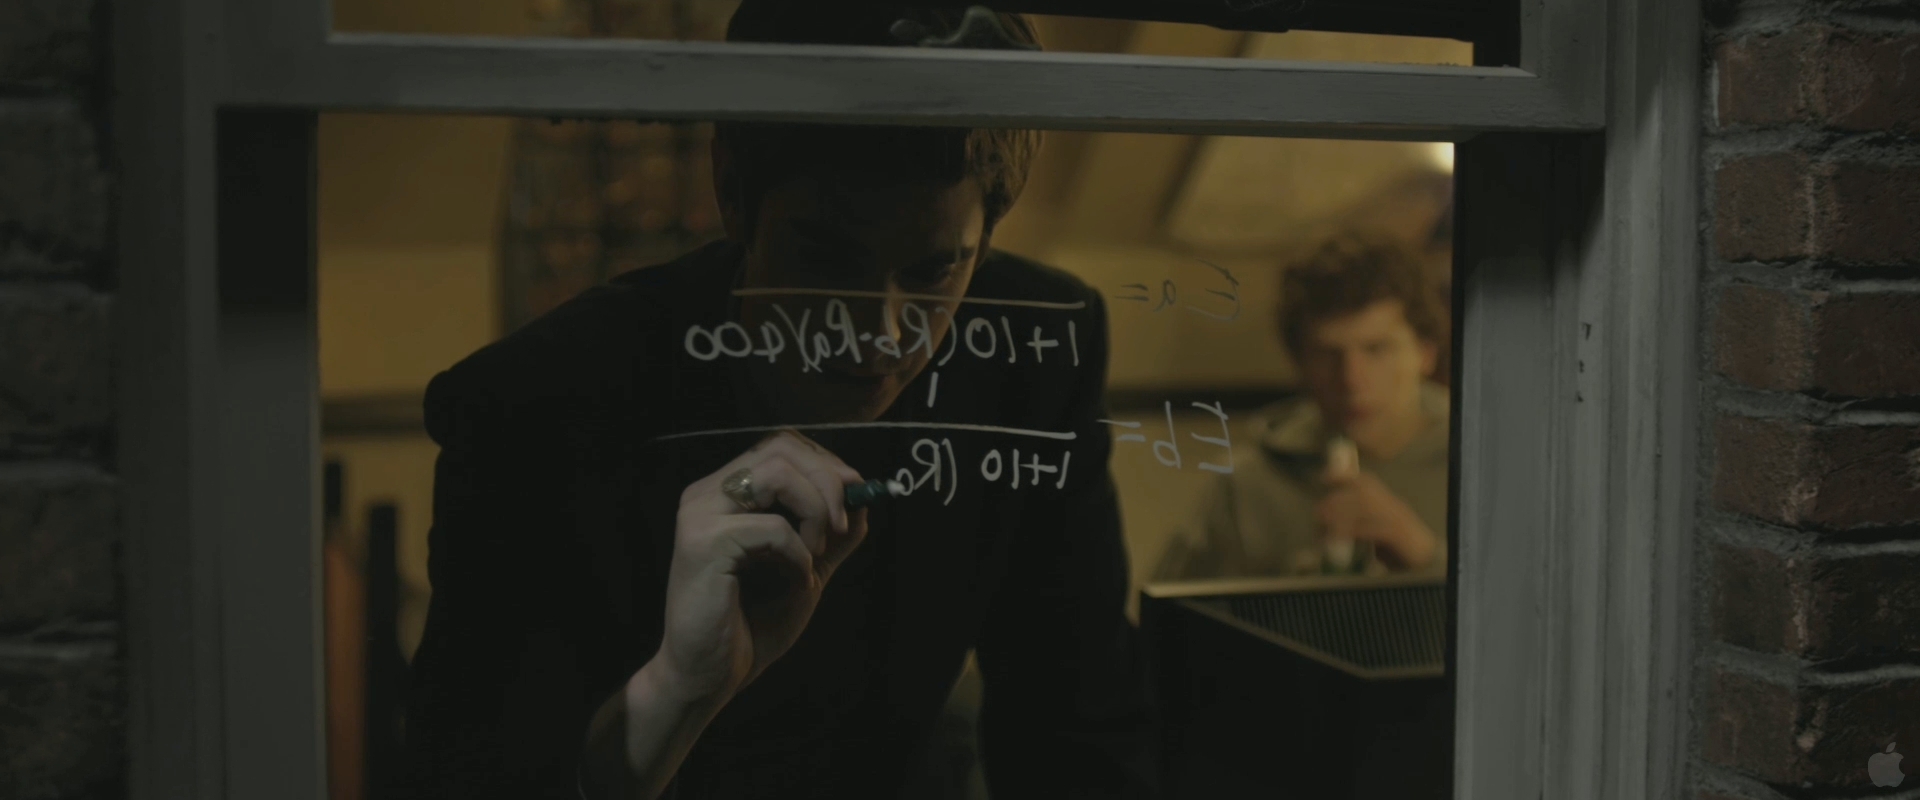 Ea =
1+10(Rb-Ra)/400
1
Eb =
1+10 (Ra